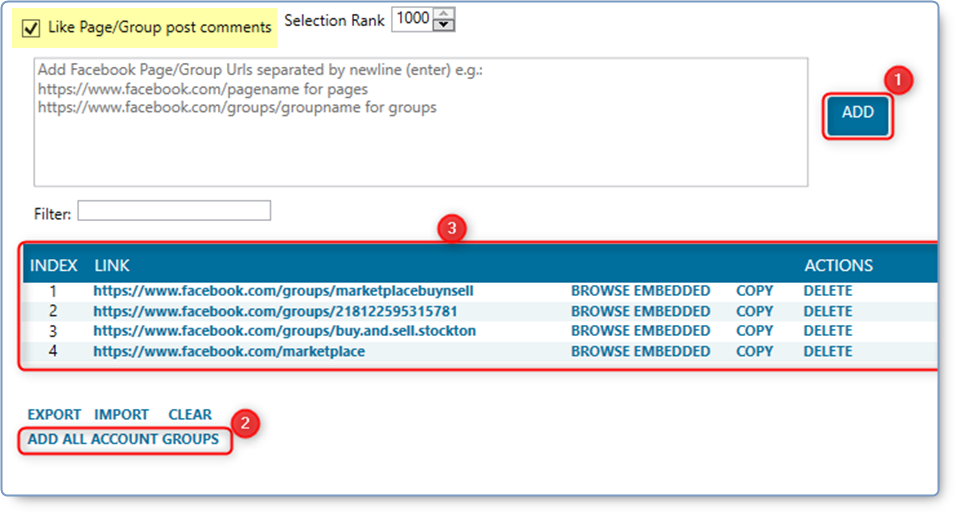 Like Page/Group post comments Selection Rank 1000
Add Facebook Page/Group Urls separated by newline (enter) e.g.:
https://www.facebook.com/pagename for pages
https://www.facebook.com/groups/groupname for groups
1
ADD
Filter:
3
INDEX LINK ACTIONS
1 https://www.facebook.com/groups/marketplacebuynsell BROWSE EMBEDDED COPY DELETE
2 https://www.facebook.com/groups/218122595315781 BROWSE EMBEDDED COPY DELETE
3 https://www.facebook.com/groups/buy.and.sell.stockton BROWSE EMBEDDED COPY DELETE
4 https://www.facebook.com/marketplace BROWSE EMBEDDED COPY DELETE
EXPORT IMPORT CLEAR
2
ADD ALL ACCOUNT GROUPS